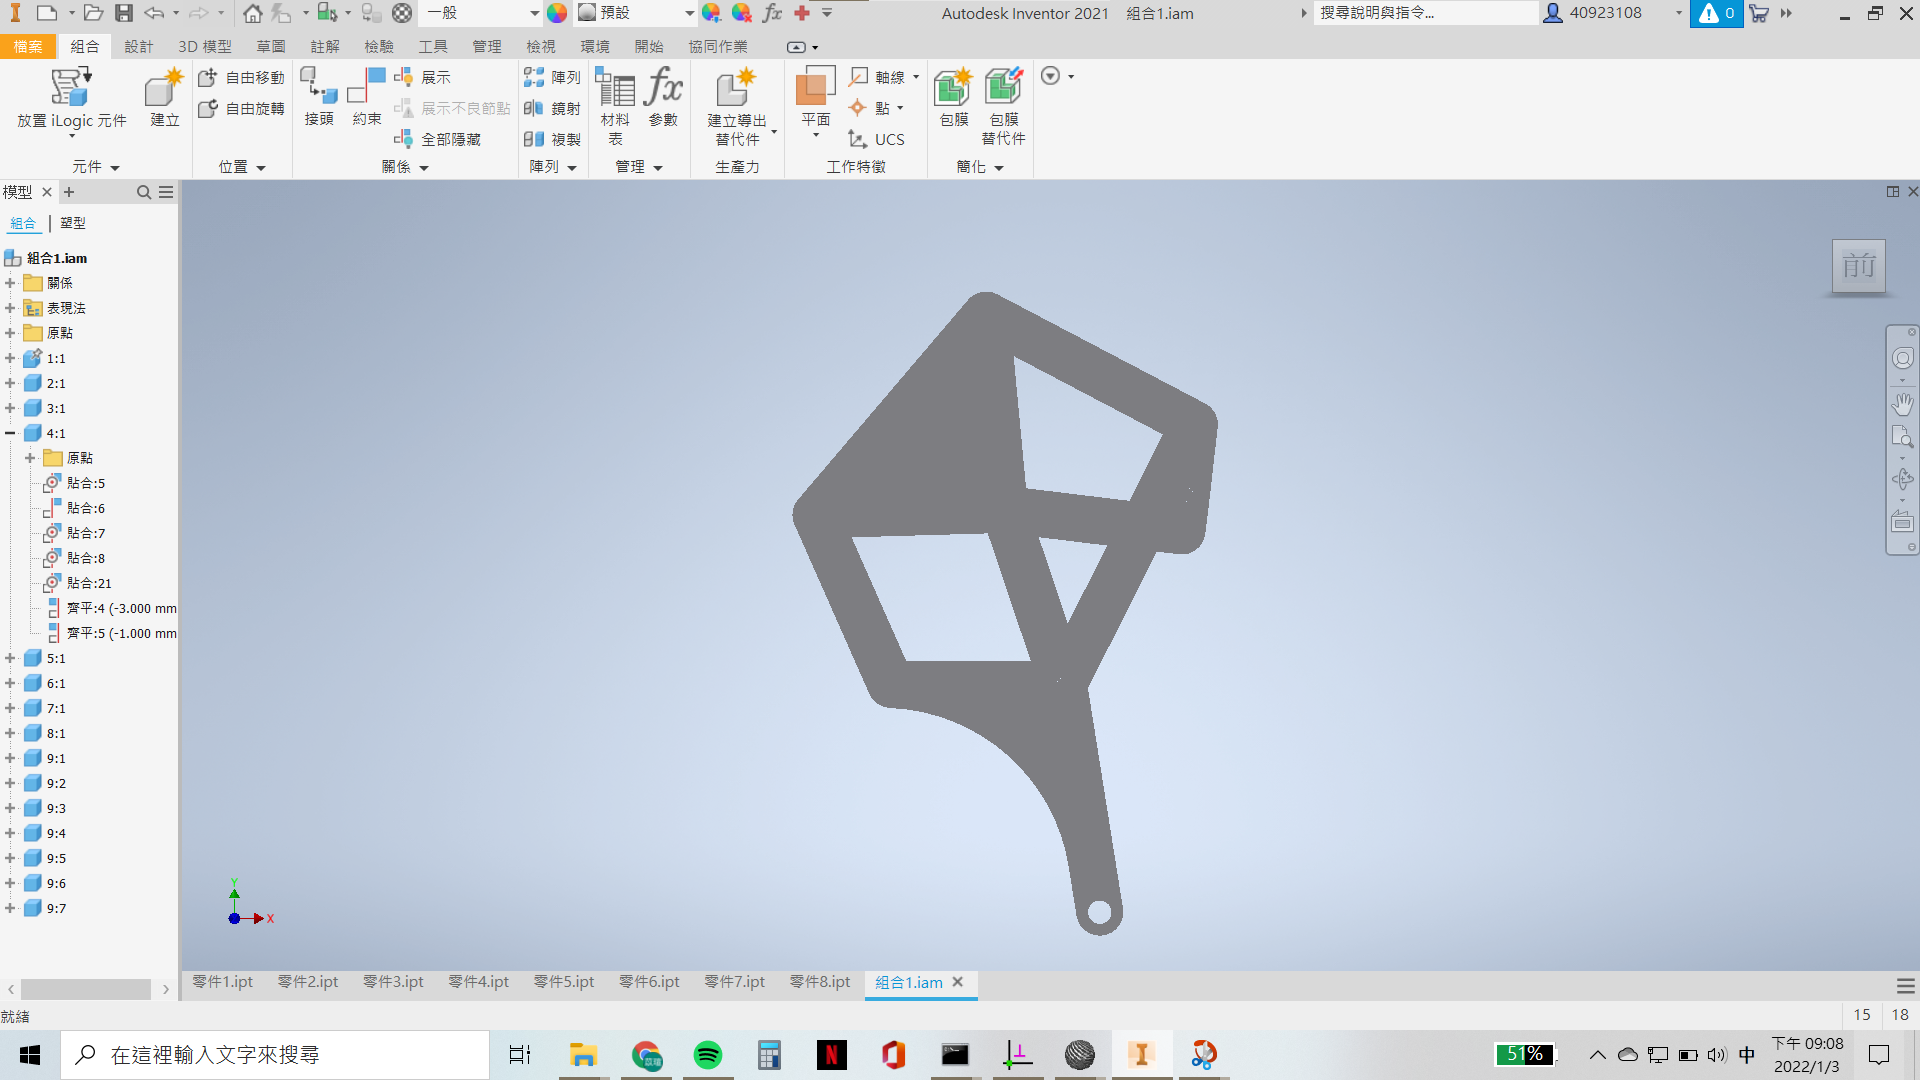 一般
預設
Autodesk Inventor 2021 組合1.iam
搜尋說明與指令...
40923108
0
檔案 組合 設計 3D 模型 草圖 註解 檢驗 工具 管理 檢視 環境 開始 協同作業
放置 iLogic 元件
建立
自由移動
自由旋轉
接頭
約束
展示
展示不良節點
全部隱藏
陣列
鏡射
複製
材料
表
fx
參數
建立導出
替代件
平面
軸線
點
UCS
包膜
包膜
替代件
元件 位置 關係 陣列 管理 生產力 工作特徵 簡化
模型
組合 塑型
組合1.iam
關係
表現法
原點
1:1
2:1
3:1
4:1
原點
貼合:5
貼合:6
貼合:7
貼合:8
貼合:21
齊平:4 (-3.000 mm
齊平:5 (-1.000 mm
5:1
6:1
7:1
8:1
9:1
9:2
9:3
9:4
9:5
9:6
9:7
前
Y
X
零件1.ipt 零件2.ipt 零件3.ipt 零件4.ipt 零件5.ipt 零件6.ipt 零件7.ipt 零件8.ipt 組合1.iam
就緒
15 18
在這裡輸入文字來搜尋
51%
中
下午 09:08
2022/1/3